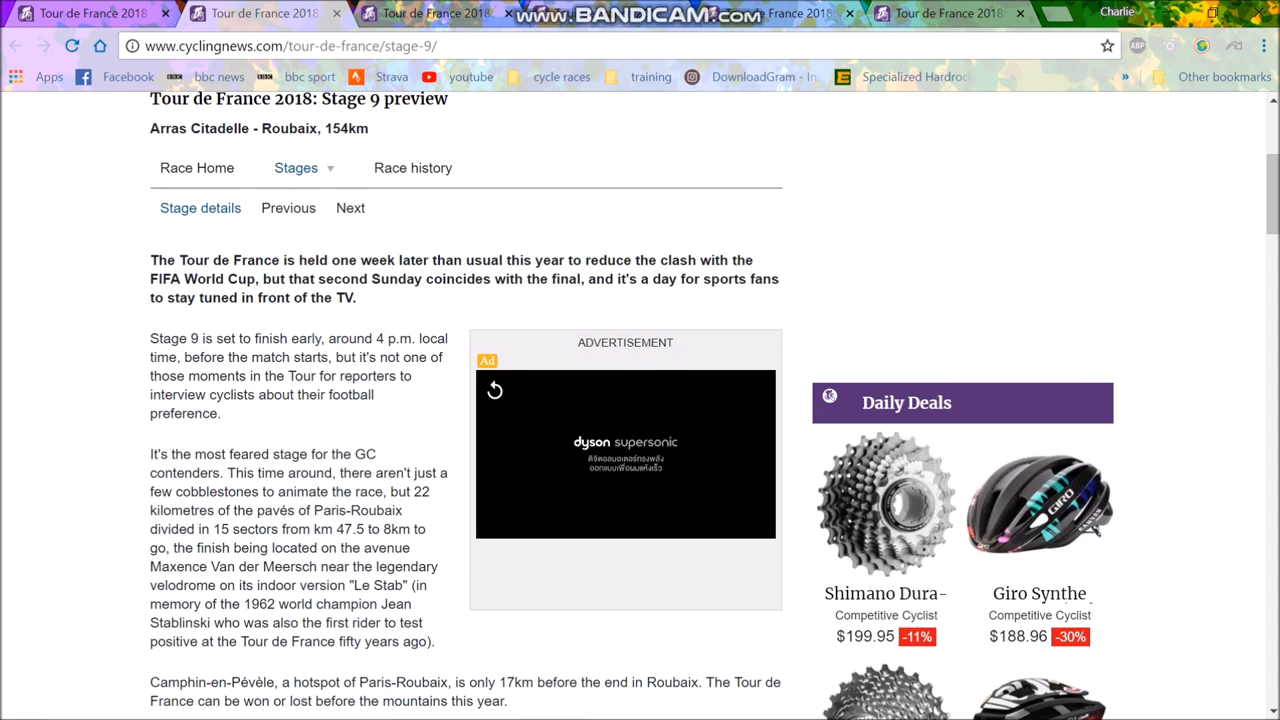 Tour de France 2018:
Tour de France 2018:
Tour de France 2018
www.BANDICAM.com
de France 2018
Tour de France 2018:
Charlie
www.cyclingnews.com/tour-de-france/stage-9/
ABP
Apps
Facebook
BBC
bbc news
BBC
bbc sport
Strava
youtube
cycle races
training
DownloadGram - In
E
Specialized Hardroc
»
Other bookmarks
Tour de France 2018: Stage 9 preview
Arras Citadelle - Roubaix, 154km
Race Home
Stages
Race history
Stage details
Previous
Next
The Tour de France is held one week later than usual this year to reduce the clash with the
FIFA World Cup, but that second Sunday coincides with the final, and it's a day for sports fans
to stay tuned in front of the TV.
Stage 9 is set to finish early, around 4 p.m. local
time, before the match starts, but it's not one of
those moments in the Tour for reporters to
interview cyclists about their football
preference.
It's the most feared stage for the GC
contenders. This time around, there aren't just a
few cobblestones to animate the race, but 22
kilometres of the pavés of Paris-Roubaix
divided in 15 sectors from km 47.5 to 8km to
go, the finish being located on the avenue
Maxence Van der Meersch near the legendary
velodrome on its indoor version "Le Stab" (in
memory of the 1962 world champion Jean
Stablinski who was also the first rider to test
positive at the Tour de France fifty years ago).
Camphin-en-Pévèle, a hotspot of Paris-Roubaix, is only 17km before the end in Roubaix. The Tour de
France can be won or lost before the mountains this year.
ADVERTISEMENT
Ad
dyson supersonic
ดิจิตอลมอเตอร์ทรงพลัง
ออกแบบเพื่อผมแห้งเร็ว
Daily Deals
GIRO
Shimano Dura-
Competitive Cyclist
$199.95 -11%
Giro Synthe
Competitive Cyclist
$188.96 -30%